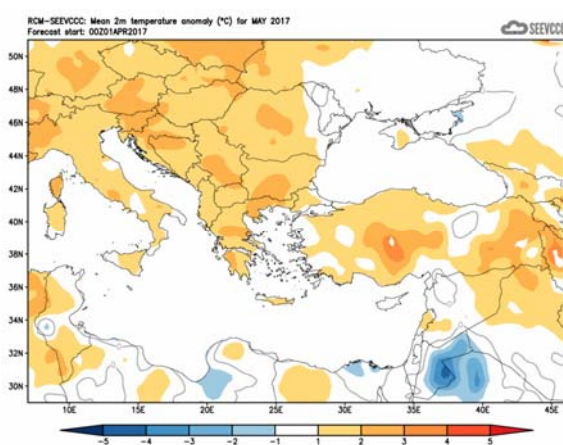 RCM-SEEVCCC: Mean 2m temperature anomaly (°C) for MAY 2017
Forecast start: 00Z01APR2017
SEEVCCC
50N
48N
46N
44N
42N
40N
38N
36N
34N
32N
30N
10E 15E 20E 25E 30E 35E 40E 45E
-5 -4 -3 -2 -1 1 2 3 4 5